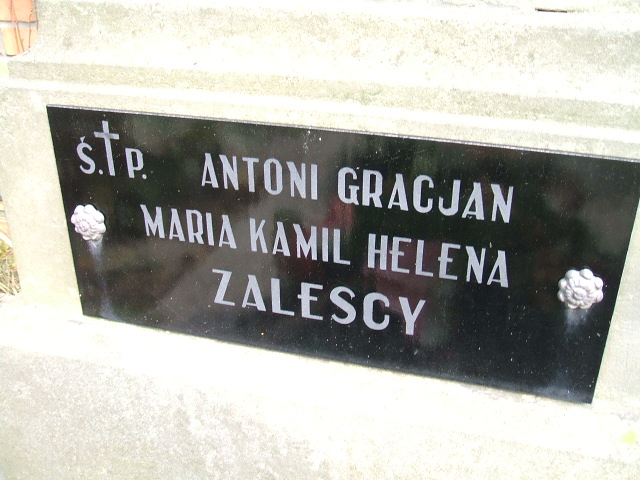 Ś.†P. ANTONI GRACJAN
MARIA KAMIL HELENA
ZALESCY